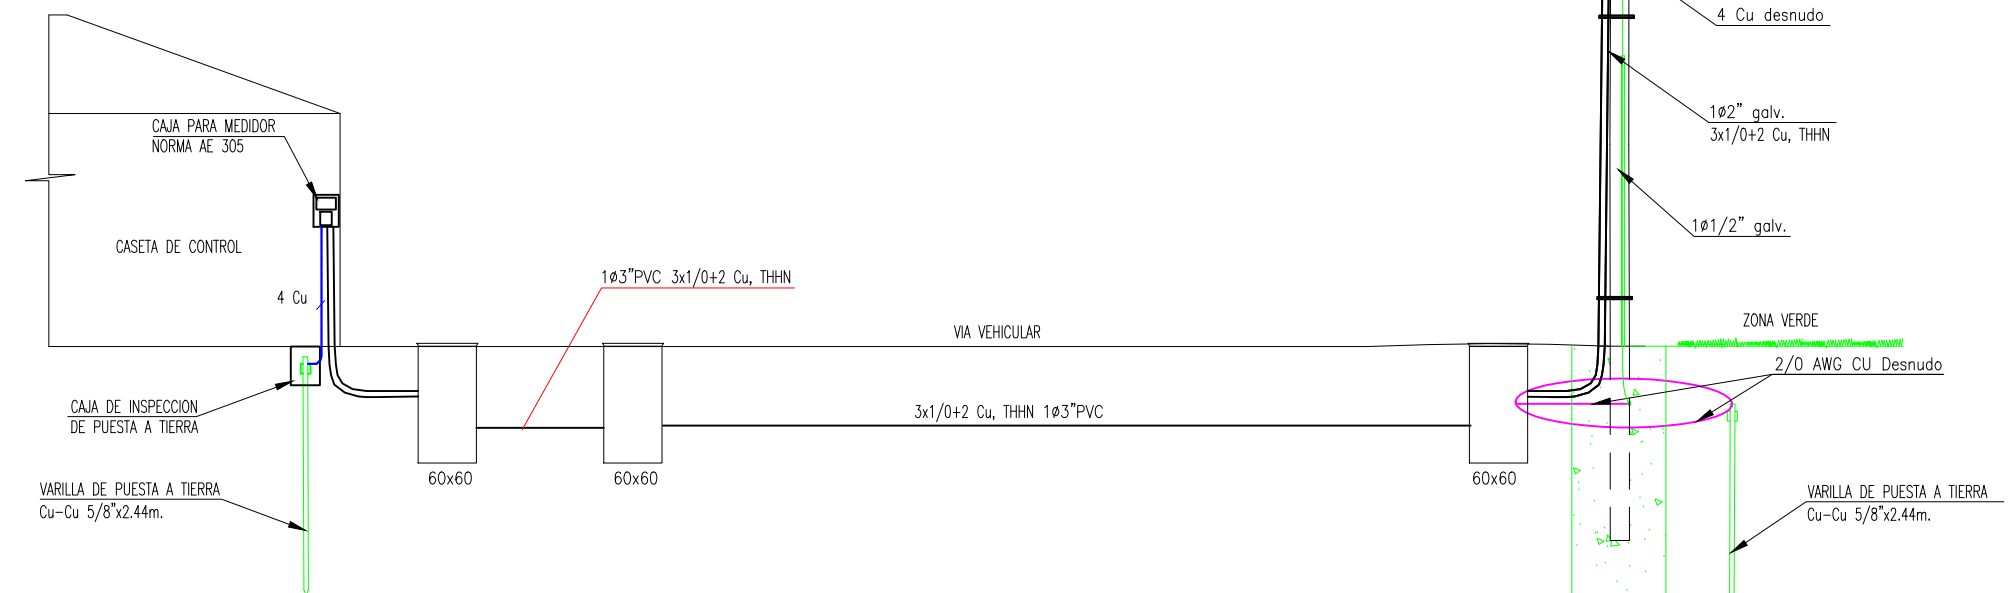 4 Cu desnudo
1ø2" galv.
3x1/0+2 Cu, THHN
CAJA PARA MEDIDOR
NORMA AE 305
1ø1/2" galv.
CASETA DE CONTROL
1ø3"PVC 3x1/0+2 Cu, THHN
4 Cu
VIA VEHICULAR
ZONA VERDE
2/0 AWG CU Desnudo
CAJA DE INSPECCION
DE PUESTA A TIERRA
3x1/0+2 Cu, THHN 1ø3"PVC
60x60
60x60
60x60
VARILLA DE PUESTA A TIERRA
Cu-Cu 5/8"x2.44m.
VARILLA DE PUESTA A TIERRA
Cu-Cu 5/8"x2.44m.